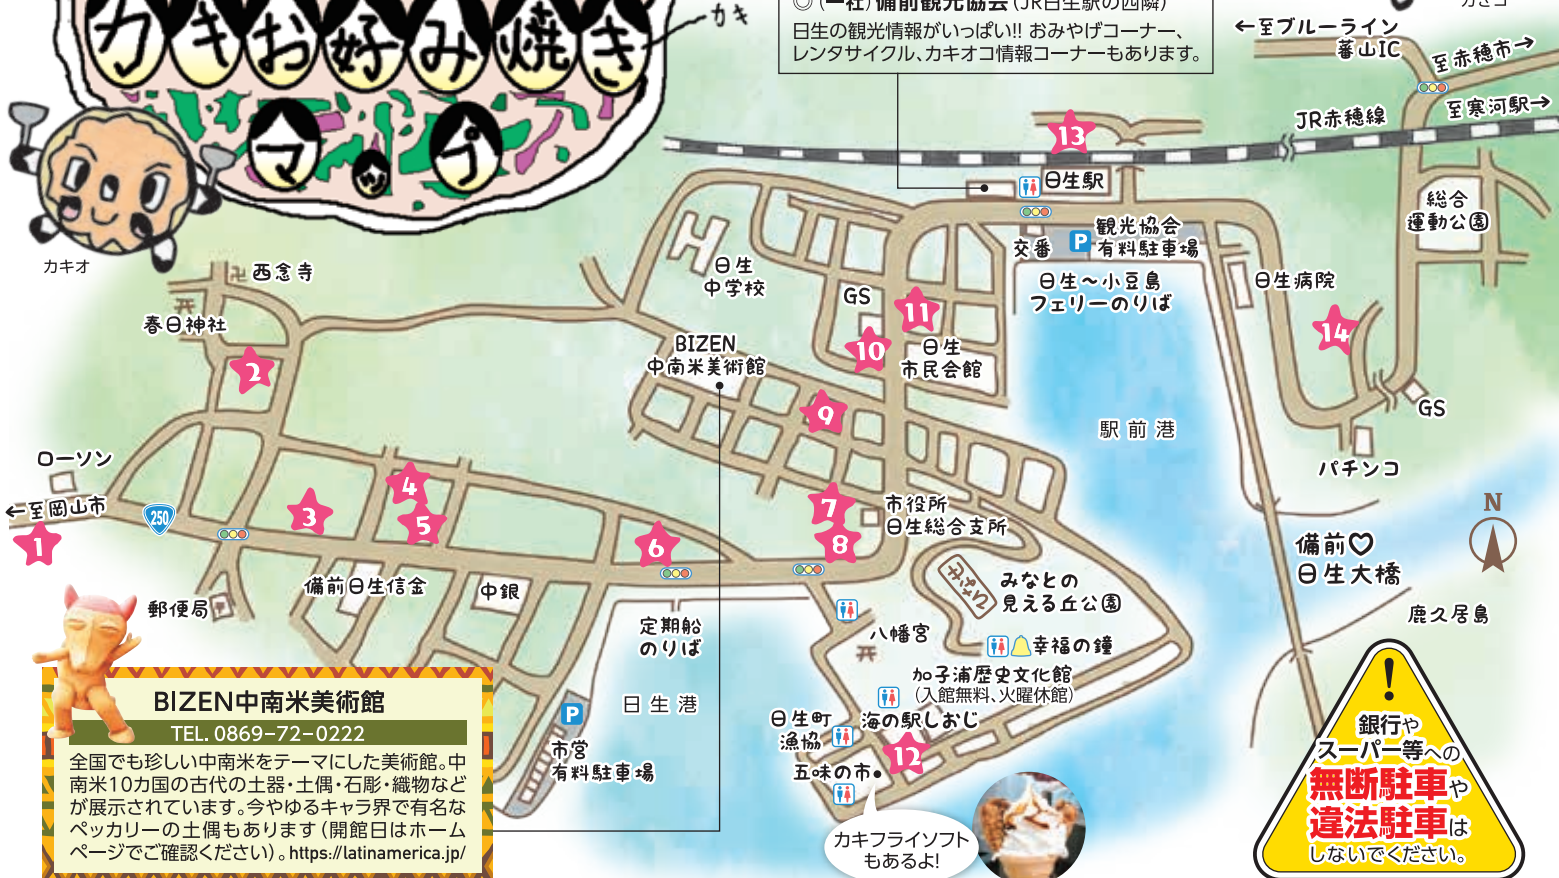 カキお好み焼き
マップ
カキ
カキオ
◎(一社)備前観光協会(JR日生駅の西隣)
日生の観光情報がいっぱい!! おみやげコーナー、
レンタサイクル、カキオコ情報コーナーもあります。
←至ブルーライン
蕃山IC
至赤穂市→
至寒河駅→
JR赤穂線
13
日生駅
総合
運動公園
観光協会
有料駐車場
交番
P
日生~小豆島
フェリーのりば
日生病院
14
GS
パチンコ
西念寺
春日神社
2
日生
中学校
GS
11
10
日生
市民会館
BIZEN
中南米美術館
9
駅前港
ローソン
←至岡山市
1
250
3
4
5
6
7
8
市役所
日生総合支所
備前日生信金
中銀
郵便局
定期船
のりば
日生港
P
市営
有料駐車場
みなとの
見える丘公園
八幡宮
幸福の鐘
加子浦歴史文化館
(入館無料、火曜休館)
海の駅しおじ
日生町
漁協
12
五味の市
カキフライソフト
もあるよ!
N
備前♡
日生大橋
鹿久居島
BIZEN中南米美術館
TEL. 0869-72-0222
全国でも珍しい中南米をテーマにした美術館。中
南米10カ国の古代の土器・土偶・石彫・織物など
が展示されています。今やゆるキャラ界で有名な
ペッカリーの土偶もあります(開館日はホーム
ページでご確認ください)。https://latinamerica.jp/
!
銀行や
スーパー等への
無断駐車や
違法駐車は
しないでください。